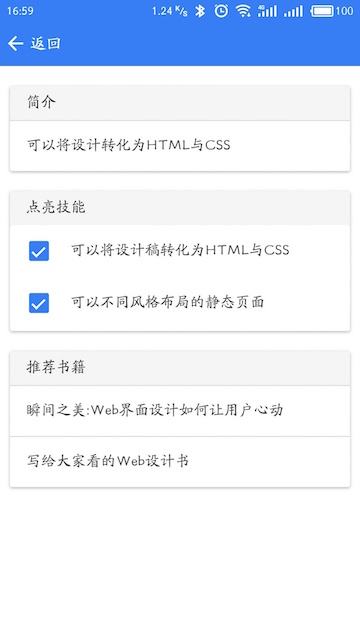 16:59 1.24 K/s 4G 100
返回
简介
可以将设计转化为HTML与CSS
点亮技能
可以将设计稿转化为HTML与CSS
可以不同风格布局的静态页面
推荐书籍
瞬间之美:Web界面设计如何让用户心动
写给大家看的Web设计书